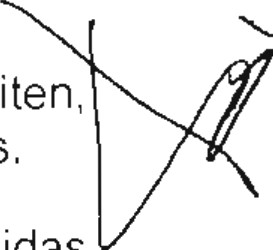 iten,
s.
idas